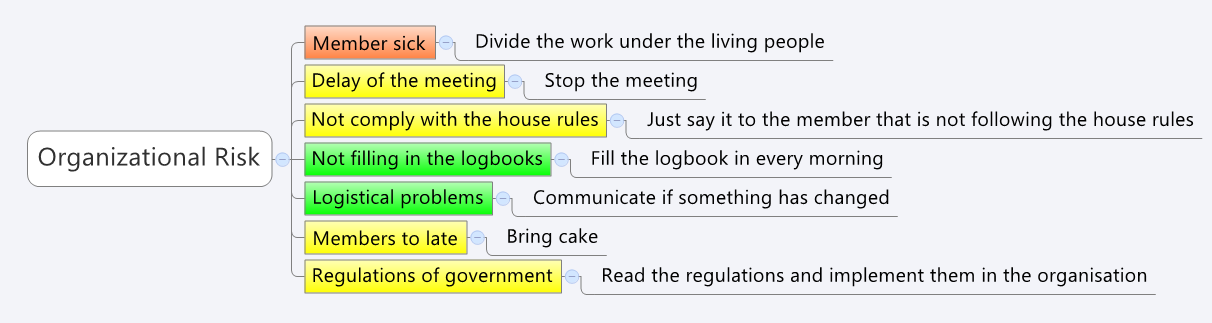 Organizational Risk
Member sick
Divide the work under the living people
Delay of the meeting
Stop the meeting
Not comply with the house rules
Just say it to the member that is not following the house rules
Not filling in the logbooks
Fill the logbook in every morning
Logistical problems
Communicate if something has changed
Members to late
Bring cake
Regulations of government
Read the regulations and implement them in the organisation